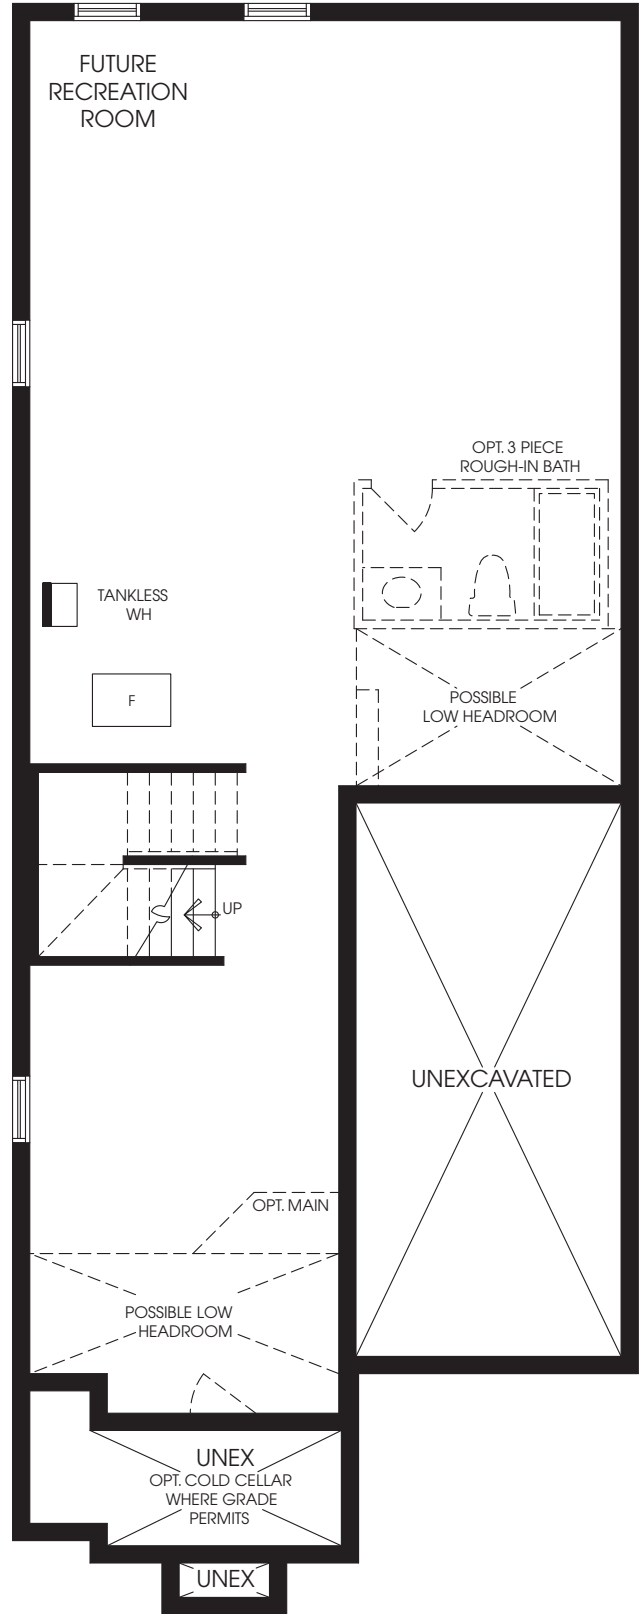 FUTURE
RECREATION
ROOM
OPT. 3 PIECE
ROUGH-IN BATH
TANKLESS
WH
F
POSSIBLE
LOW HEADROOM
UP
UNEXCAVATED
OPT. MAIN
POSSIBLE LOW
HEADROOM
UNEX
OPT. COLD CELLAR
WHERE GRADE
PERMITS
UNEX